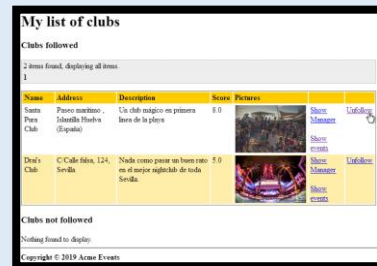 My list of clubs
Clubs followed
2 items found, displaying all items.
1
Name Address Description Score Pictures
Santa Pura Club
Paseo marítimo , Islantilla Huelva (España)
Un club mágico en primera linea de la playa
8.0
Show Manager
Show events
Unfollow
Drai's Club
C/Calle falsa, 124, Sevilla
Nada como pasar un buen rato en el mejor nightclub de toda Sevilla.
5.0
Show Manager
Show events
Unfollow
Clubs not followed
Nothing found to display.
Copyright © 2019 Acme Events